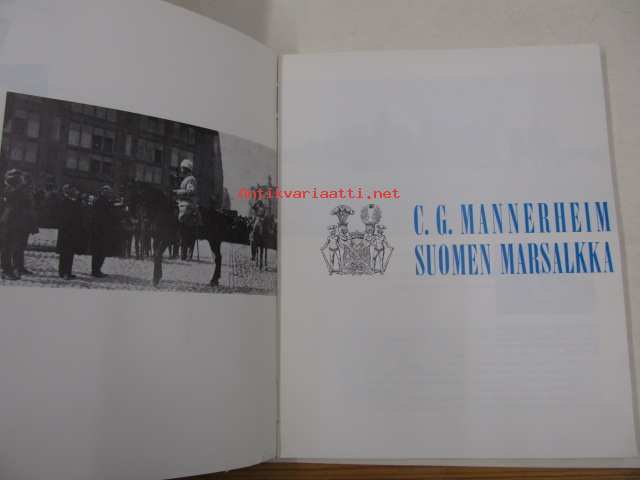 Antikvariaatti.net
C. G. MANNERHEIM
SUOMEN MARSALKKA